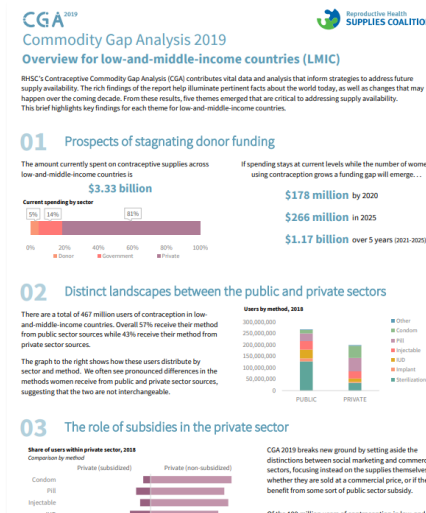 CGA 2019
Reproductive Health
SUPPLIES COALITIO
Commodity Gap Analysis 2019
Overview for low-and-middle-income countries (LMIC)
RHSC's Contraceptive Commodity Gap Analysis (CGA) contributes vital data and analysis that inform strategies to address future
supply availability. The rich findings of the report help illuminate pertinent facts about the world today, as well as changes that may
happen over the coming decade. From these results, five themes emerged that are critical to addressing supply availability.
This brief highlights key findings for each theme for low-and-middle-income countries.
01 Prospects of stagnating donor funding
The amount currently spent on contraceptive supplies across
low-and-middle-income countries is
$3.33 billion
Current spending by sector
5% 14% 81%
0% 20% 40% 60% 80% 100%
Donor Government Private
If spending stays at current levels while the number of wome
using contraception grows a funding gap will emerge...
$178 million by 2020
$266 million in 2025
$1.17 billion over 5 years (2021-2025)
02 Distinct landscapes between the public and private sectors
There are a total of 467 million users of contraception in low-
and-middle-income countries. Overall 57% receive their method
from public sector sources while 43% receive their method from
private sector sources.
The graph to the right shows how these users distribute by
sector and method. We often see pronounced differences in the
methods women receive from public and private sector sources,
suggesting that the two are not interchangeable.
Users by method, 2018
300,000,000
250,000,000
200,000,000
150,000,000
100,000,000
50,000,000
0
PUBLIC PRIVATE
Other
Condom
Pill
Injectable
IUD
Implant
Sterilization
03 The role of subsidies in the private sector
Share of users within private sector, 2018
Comparison by method
Private (subsidized) Private (non-subsidized)
Condom
Pill
Injectable
CGA 2019 breaks new ground by setting aside the
distinctions between social marketing and commerc
sectors, focusing instead on the supplies themselve
whether they are sold at a commercial price, or if the
benefit from some sort of public sector subsidy.